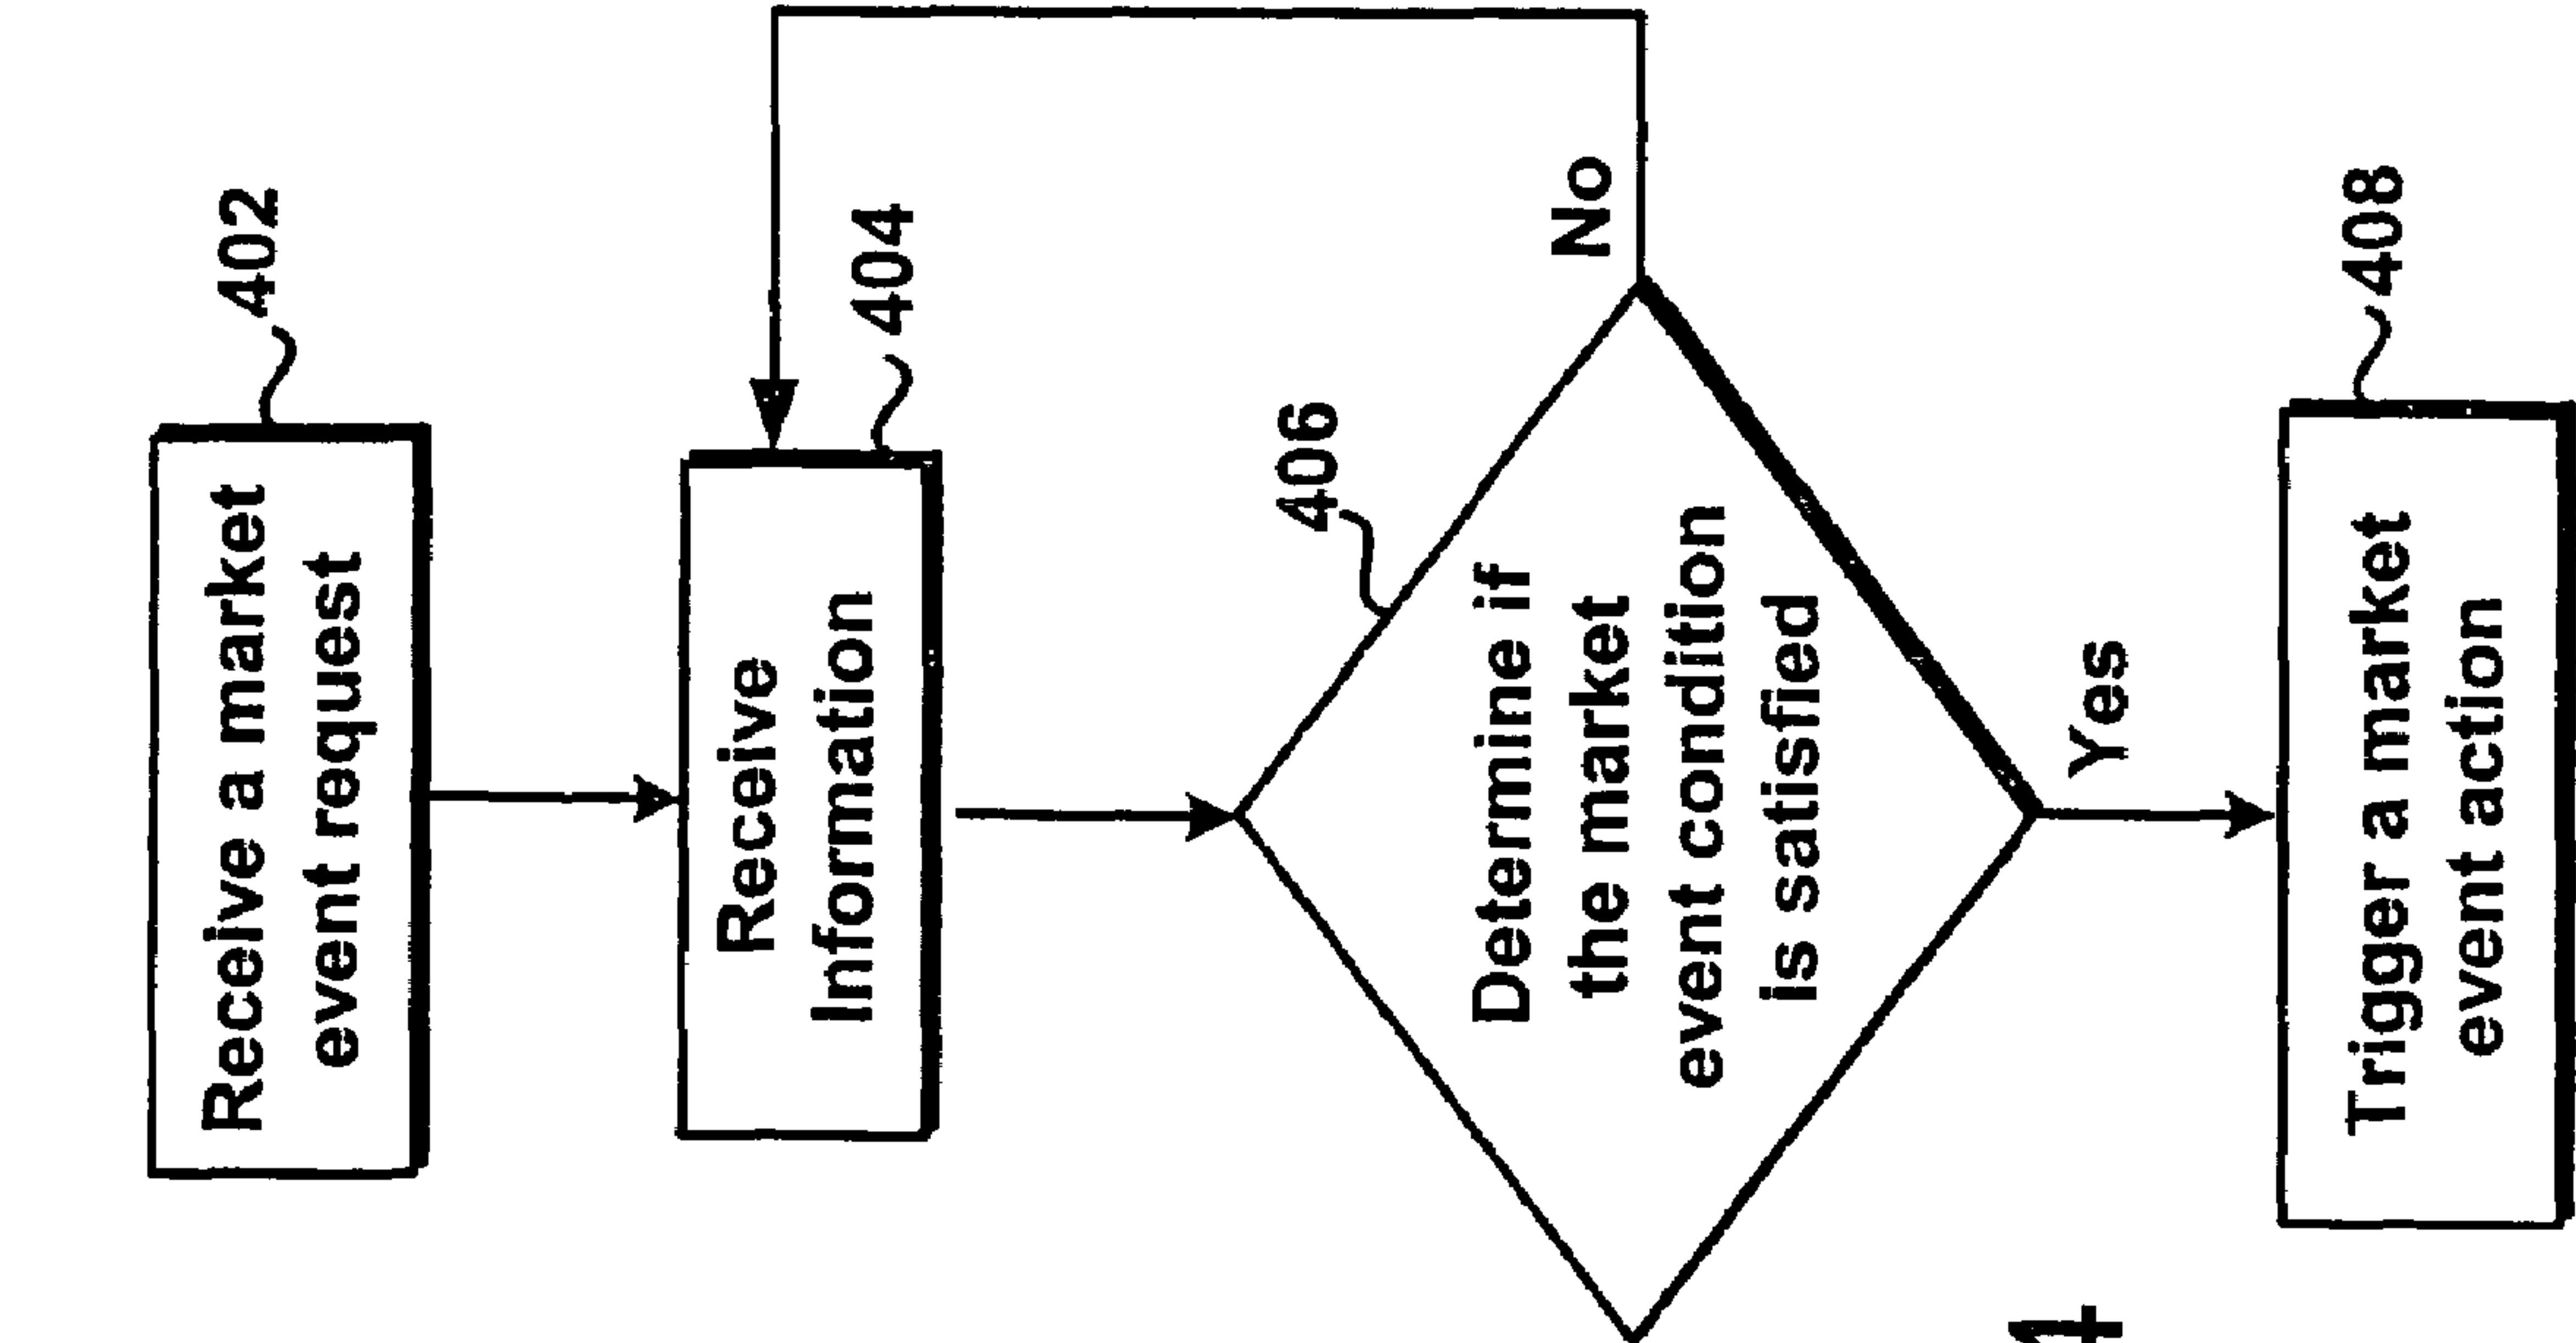 Receive a market
event request
402
Receive
Information
404
Determine if
the market
event condition
is satisfied
406
No
Yes
Trigger a market
event action
408